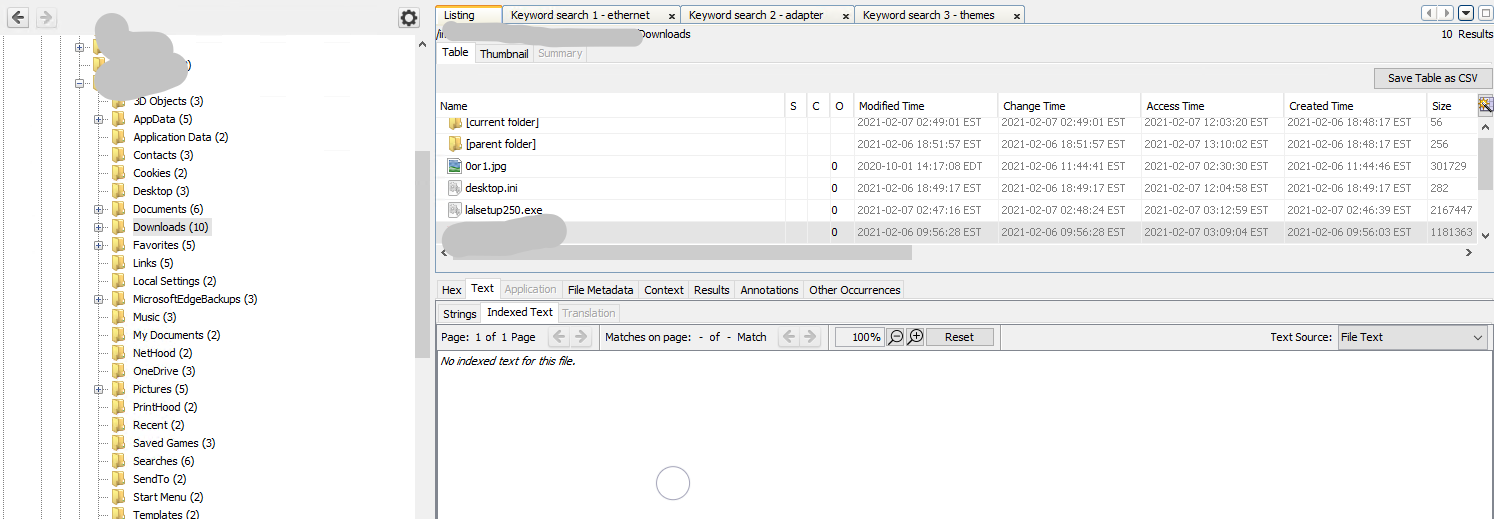 Listing Keyword search 1 - ethernet x Keyword search 2 - adapter x Keyword search 3 - themes x
Downloads 10 Results
Table Thumbnail Summary
Save Table as CSV
Name S C O Modified Time Change Time Access Time Created Time Size
[current folder] 2021-02-07 02:49:01 EST 2021-02-07 02:49:01 EST 2021-02-07 12:03:20 EST 2021-02-06 18:48:17 EST 56
[parent folder] 2021-02-06 18:51:57 EST 2021-02-06 18:51:57 EST 2021-02-07 13:10:02 EST 2021-02-06 18:48:17 EST 256
0or1.jpg 0 2020-10-01 14:17:08 EDT 2021-02-06 11:44:41 EST 2021-02-07 02:30:30 EST 2021-02-06 11:44:46 EST 301729
desktop.ini 0 2021-02-06 18:49:17 EST 2021-02-06 18:49:17 EST 2021-02-07 12:04:58 EST 2021-02-06 18:49:17 EST 282
lalsetup250.exe 0 2021-02-07 02:47:16 EST 2021-02-07 02:48:24 EST 2021-02-07 03:12:59 EST 2021-02-07 02:46:39 EST 2167447
0 2021-02-06 09:56:28 EST 2021-02-06 09:56:28 EST 2021-02-07 03:09:04 EST 2021-02-06 09:56:03 EST 1181363
3D Objects (3)
AppData (5)
Application Data (2)
Contacts (3)
Cookies (2)
Desktop (3)
Documents (6)
Downloads (10)
Favorites (5)
Links (5)
Local Settings (2)
MicrosoftEdgeBackups (3)
Music (3)
My Documents (2)
NetHood (2)
OneDrive (3)
Pictures (5)
PrintHood (2)
Recent (2)
Saved Games (3)
Searches (6)
SendTo (2)
Start Menu (2)
Templates (2)
Hex Text Application File Metadata Context Results Annotations Other Occurrences
Strings Indexed Text Translation
Page: 1 of 1 Page Matches on page: - of - Match 100% Reset Text Source: File Text
No indexed text for this file.